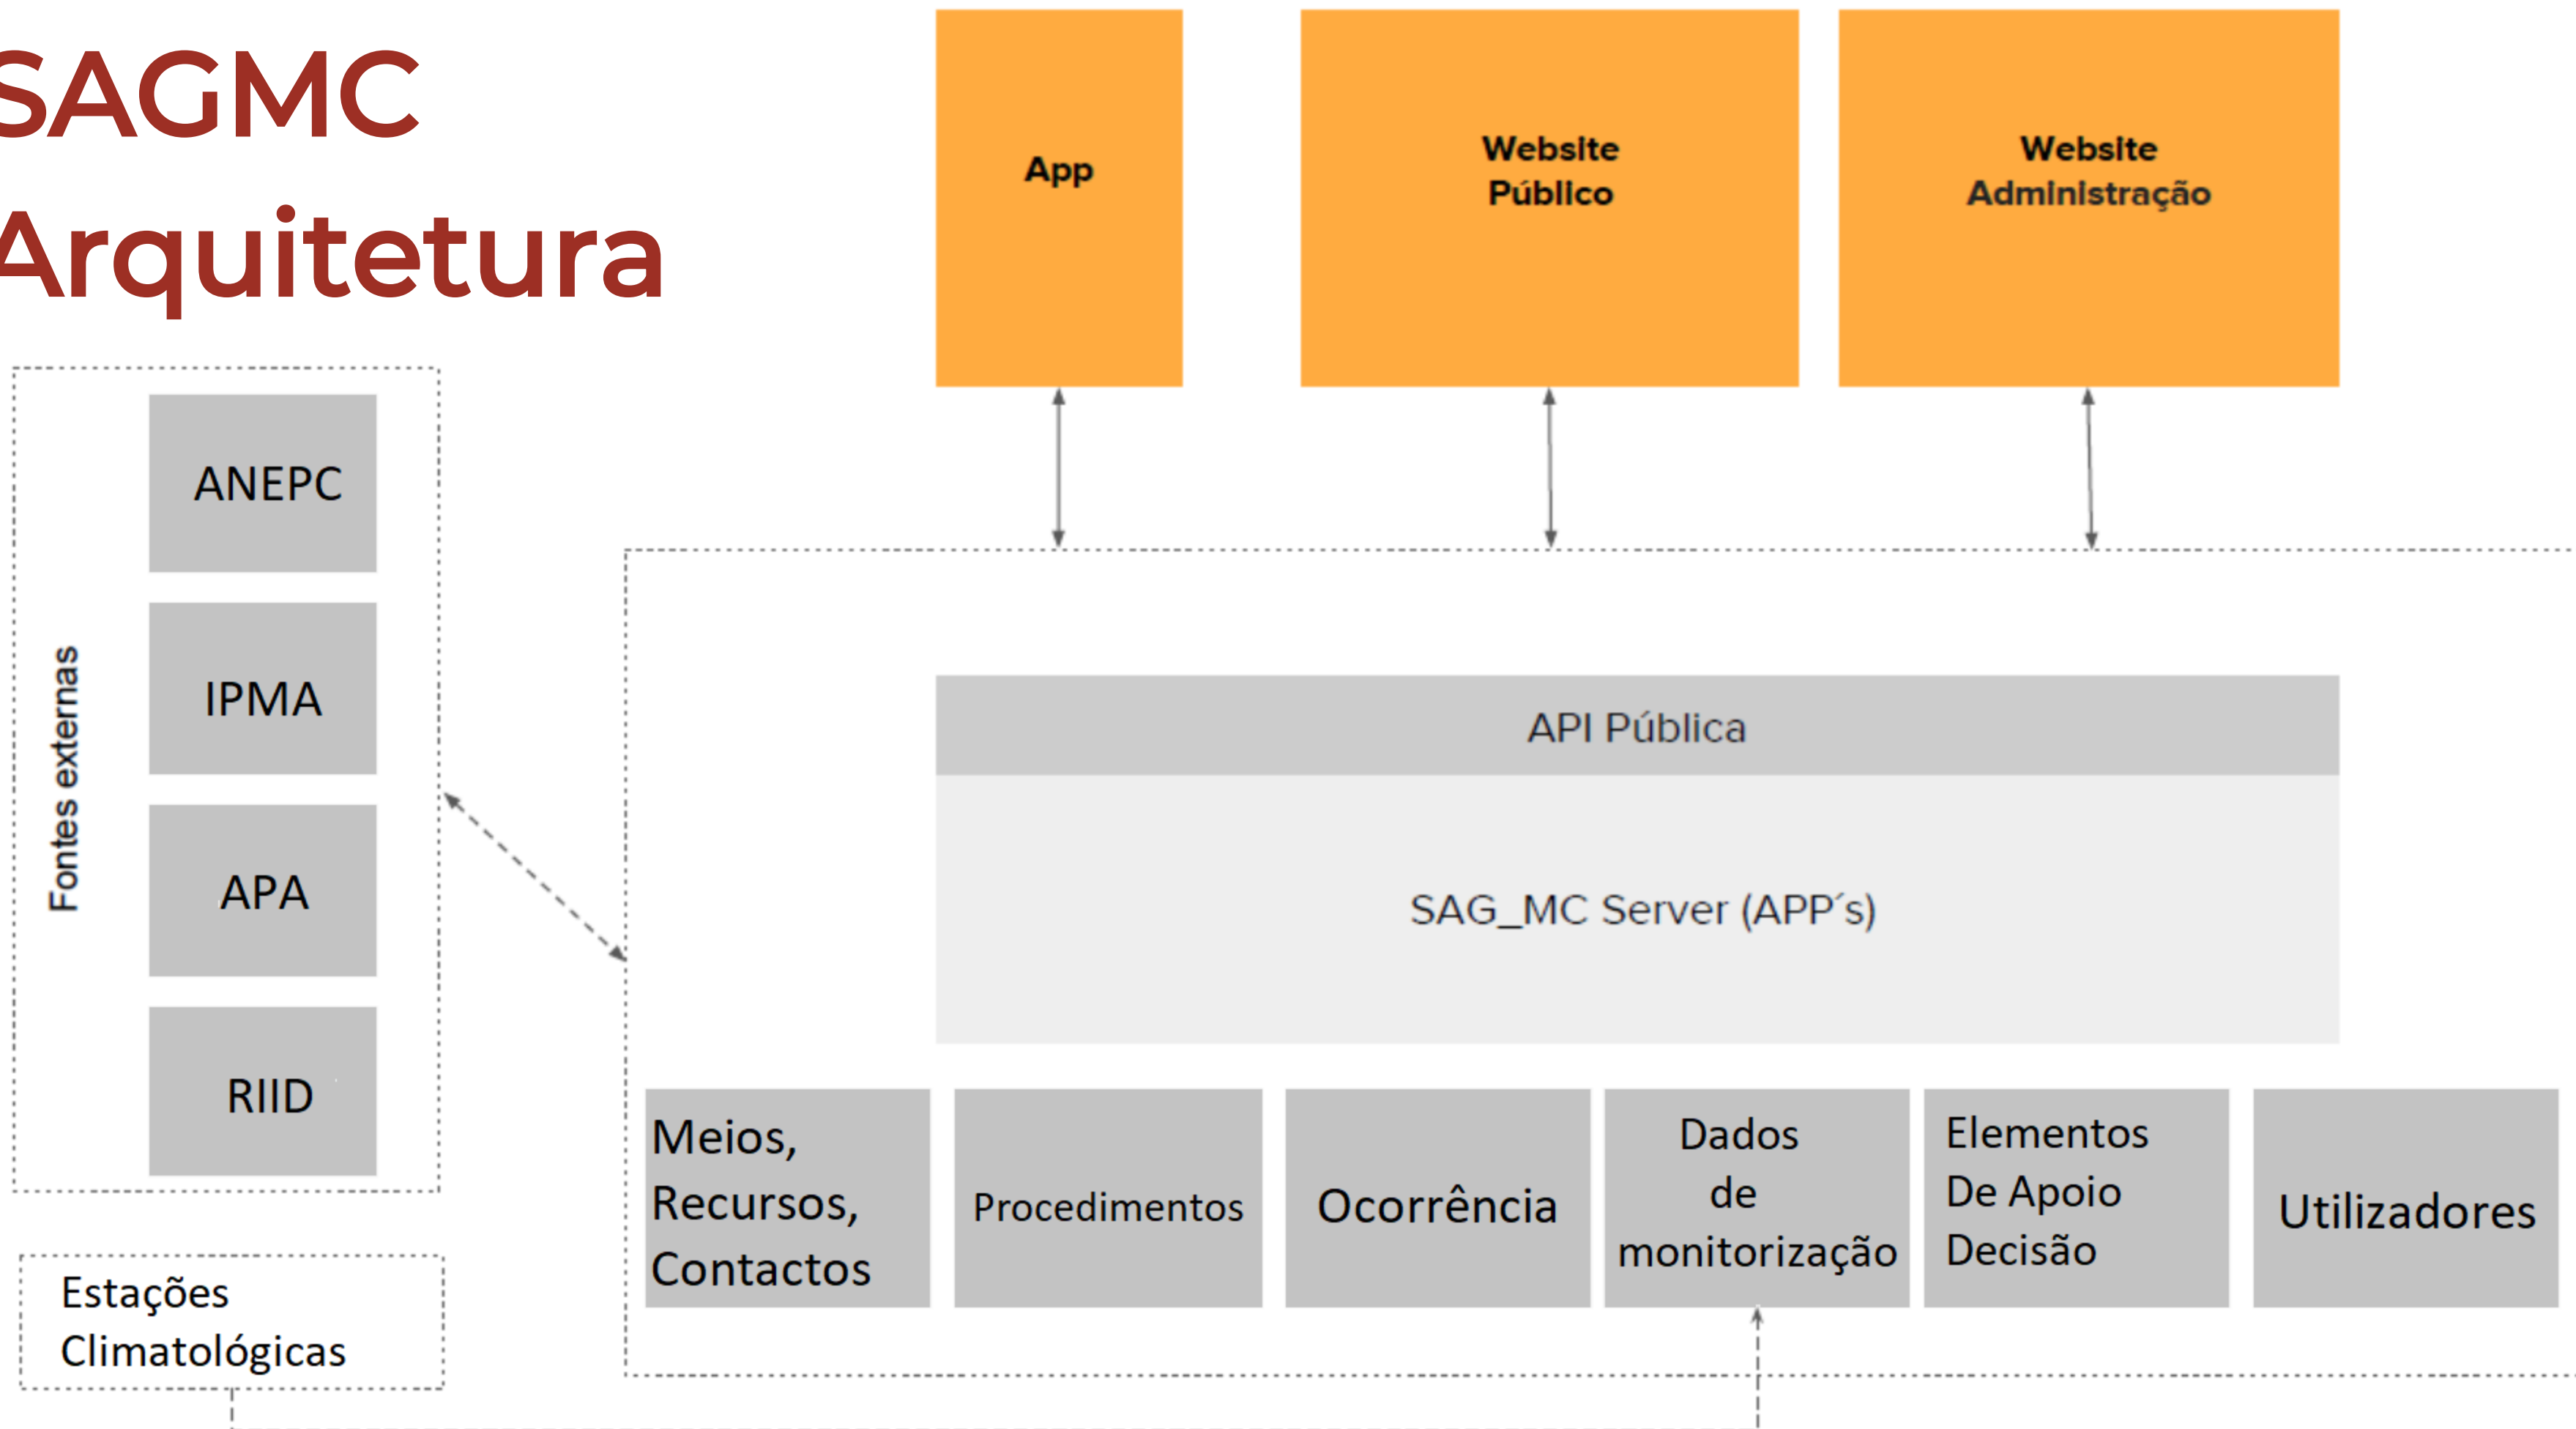 SAGMC
Arquitetura
App
Website
Público
Website
Administração
Fontes externas
ANEPC
IPMA
APA
RIID
API Pública
SAG_MC Server (APP´s)
Meios,
Recursos,
Contactos
Procedimentos
Ocorrência
Dados
de
monitorização
Elementos
De Apoio
Decisão
Utilizadores
Estações
Climatológicas